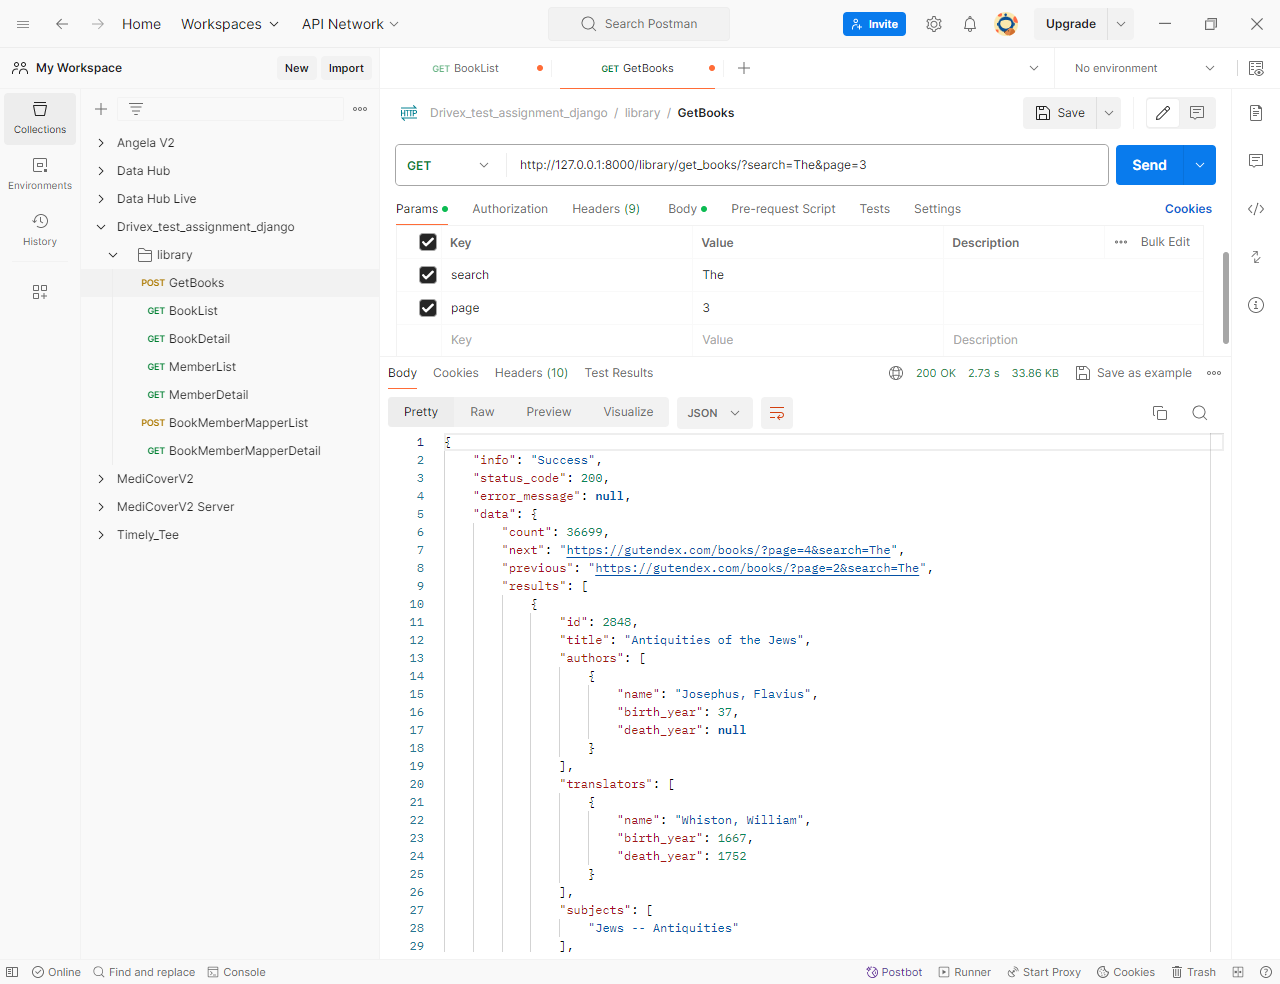 Home Workspaces API Network Search Postman Invite Upgrade
My Workspace New Import GET BookList GET GetBooks No environment
Collections
Environments
History
Angela V2
Data Hub
Data Hub Live
Drivex_test_assignment_django
library
POST GetBooks
GET BookList
GET BookDetail
GET MemberList
GET MemberDetail
POST BookMemberMapperList
GET BookMemberMapperDetail
MediCoverV2
MediCoverV2 Server
Timely_Tee
HTTP Drivex_test_assignment_django / library / GetBooks Save
GET http://127.0.0.1:8000/library/get_books/?search=The&page=3 Send
Params Authorization Headers (9) Body Pre-request Script Tests Settings Cookies
Key Value Description Bulk Edit
search The
page 3
Key Value Description
Body Cookies Headers (10) Test Results 200 OK 2.73 s 33.86 KB Save as example
Pretty Raw Preview Visualize JSON
1 {
2 "info": "Success",
3 "status_code": 200,
4 "error_message": null,
5 "data": {
6 "count": 36699,
7 "next": "https://gutendex.com/books/?page=4&search=The",
8 "previous": "https://gutendex.com/books/?page=2&search=The",
9 "results": [
10 {
11 "id": 2848,
12 "title": "Antiquities of the Jews",
13 "authors": [
14 {
15 "name": "Josephus, Flavius",
16 "birth_year": 37,
17 "death_year": null
18 }
19 ],
20 "translators": [
21 {
22 "name": "Whiston, William",
23 "birth_year": 1667,
24 "death_year": 1752
25 }
26 ],
27 "subjects": [
28 "Jews -- Antiquities"
29 ],
Online Find and replace Console Postbot Runner Start Proxy Cookies Trash